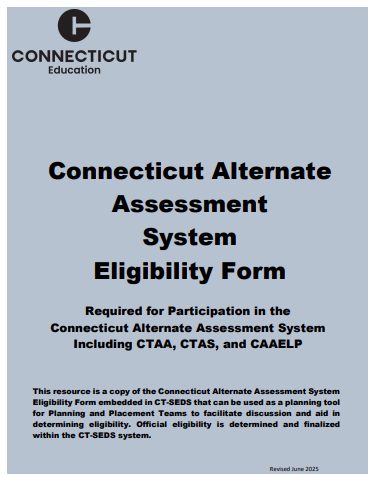 CONNECTICUT
Education
Connecticut Alternate
Assessment
System
Eligibility Form
Required for Participation in the
Connecticut Alternate Assessment System
Including CTAA, CTAS, and CAAELP
This resource is a copy of the Connecticut Alternate Assessment System
Eligibility Form embedded in CT-SEDS that can be used as a planning tool
for Planning and Placement Teams to facilitate discussion and aid in
determining eligibility. Official eligibility is determined and finalized
within the CT-SEDS system.
Revised June 2025